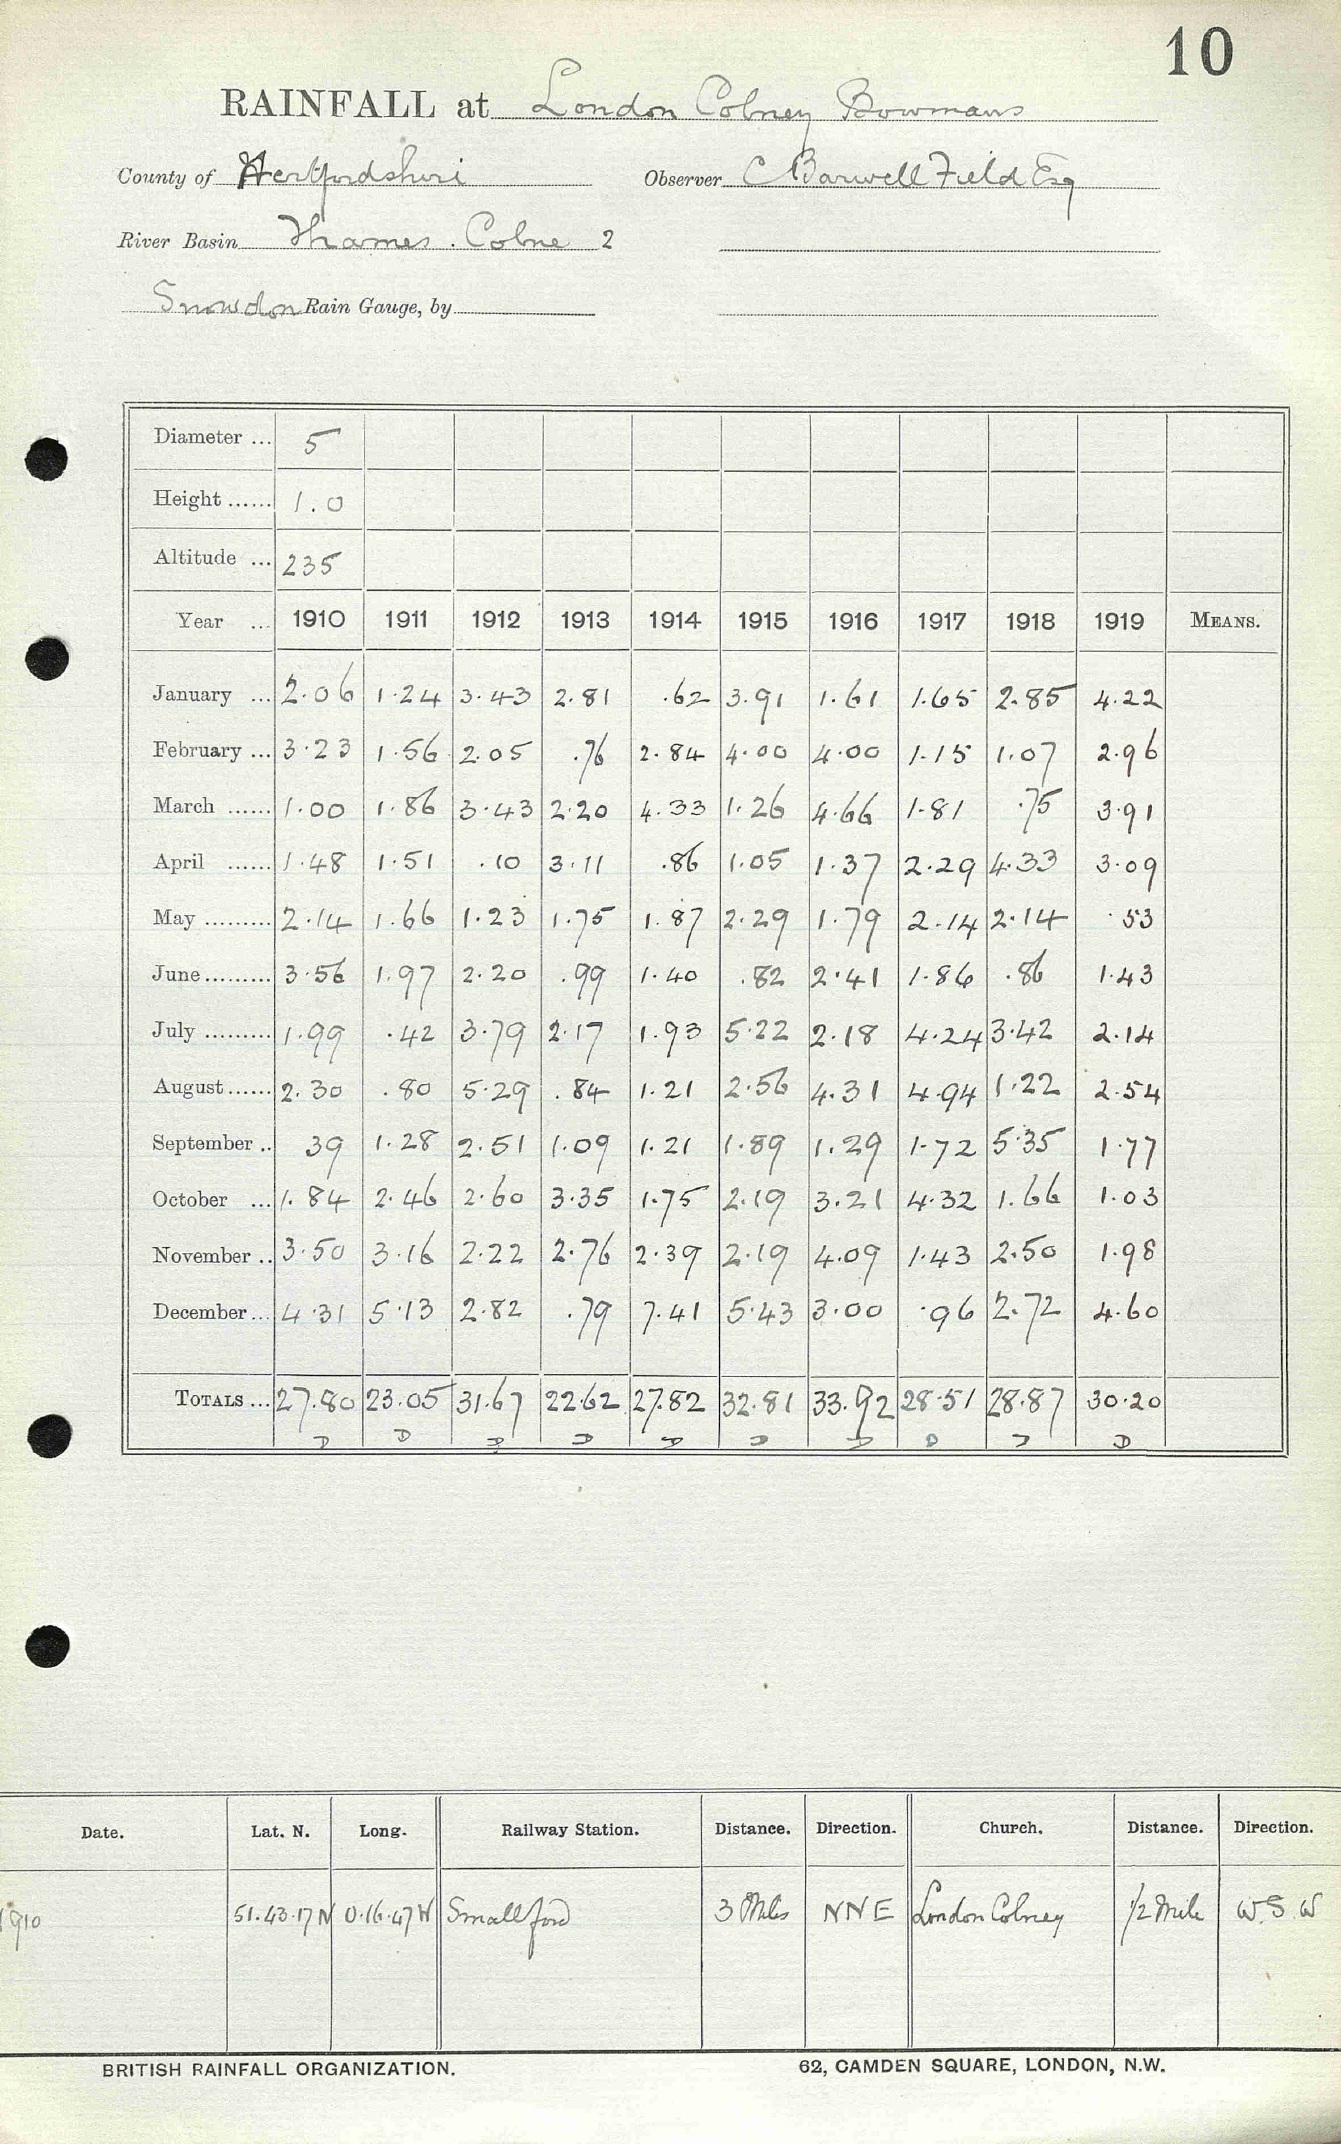 10
RAINFALL at London Colney Bowmans
County of Hertfordshire Observer C Barwell Field Esq
River Basin Thames . Colne 2
Snowdon Rain Gauge, by
Diameter ... 5
Height ...... 1.0
Altitude ... 235
Year ... 1910 1911 1912 1913 1914 1915 1916 1917 1918 1919 MEANS.
January ... 2.06 1.24 3.43 2.81 .62 3.91 1.61 1.65 2.85 4.22
February ... 3.23 1.56 2.05 .76 2.84 4.00 4.00 1.15 1.07 2.96
March ...... 1.00 1.86 3.43 2.20 4.33 1.26 4.66 1.81 .75 3.91
April ...... 1.48 1.51 .10 3.11 .86 1.05 1.37 2.29 4.33 3.09
May ......... 2.14 1.66 1.23 1.75 1.87 2.29 1.79 2.14 2.14 .53
June ......... 3.56 1.97 2.20 .99 1.40 .82 2.41 1.86 .86 1.43
July ......... 1.99 .42 3.79 2.17 1.93 5.22 2.18 4.24 3.42 2.14
August ...... 2.30 .80 5.29 .84 1.21 2.56 4.31 4.94 1.22 2.54
September .. 39 1.28 2.51 1.09 1.21 1.89 1.29 1.72 5.35 1.77
October ... 1.84 2.46 2.60 3.35 1.75 2.19 3.21 4.32 1.66 1.03
November .. 3.50 3.16 2.22 2.76 2.39 2.19 4.09 1.43 2.50 1.98
December ... 4.31 5.13 2.82 .79 7.41 5.43 3.00 .96 2.72 4.60
TOTALS ... 27.80 23.05 31.67 22.62 27.82 32.81 33.92 28.51 28.87 30.20
D D D D D D D D D D
Date. Lat. N. Long. Railway Station. Distance. Direction. Church. Distance. Direction.
1910 51.43.17 N 0.16.47 W Smallford 3 Miles NNE London Colney 1/2 Mile W.S.W
BRITISH RAINFALL ORGANIZATION. 62, CAMDEN SQUARE, LONDON, N.W.